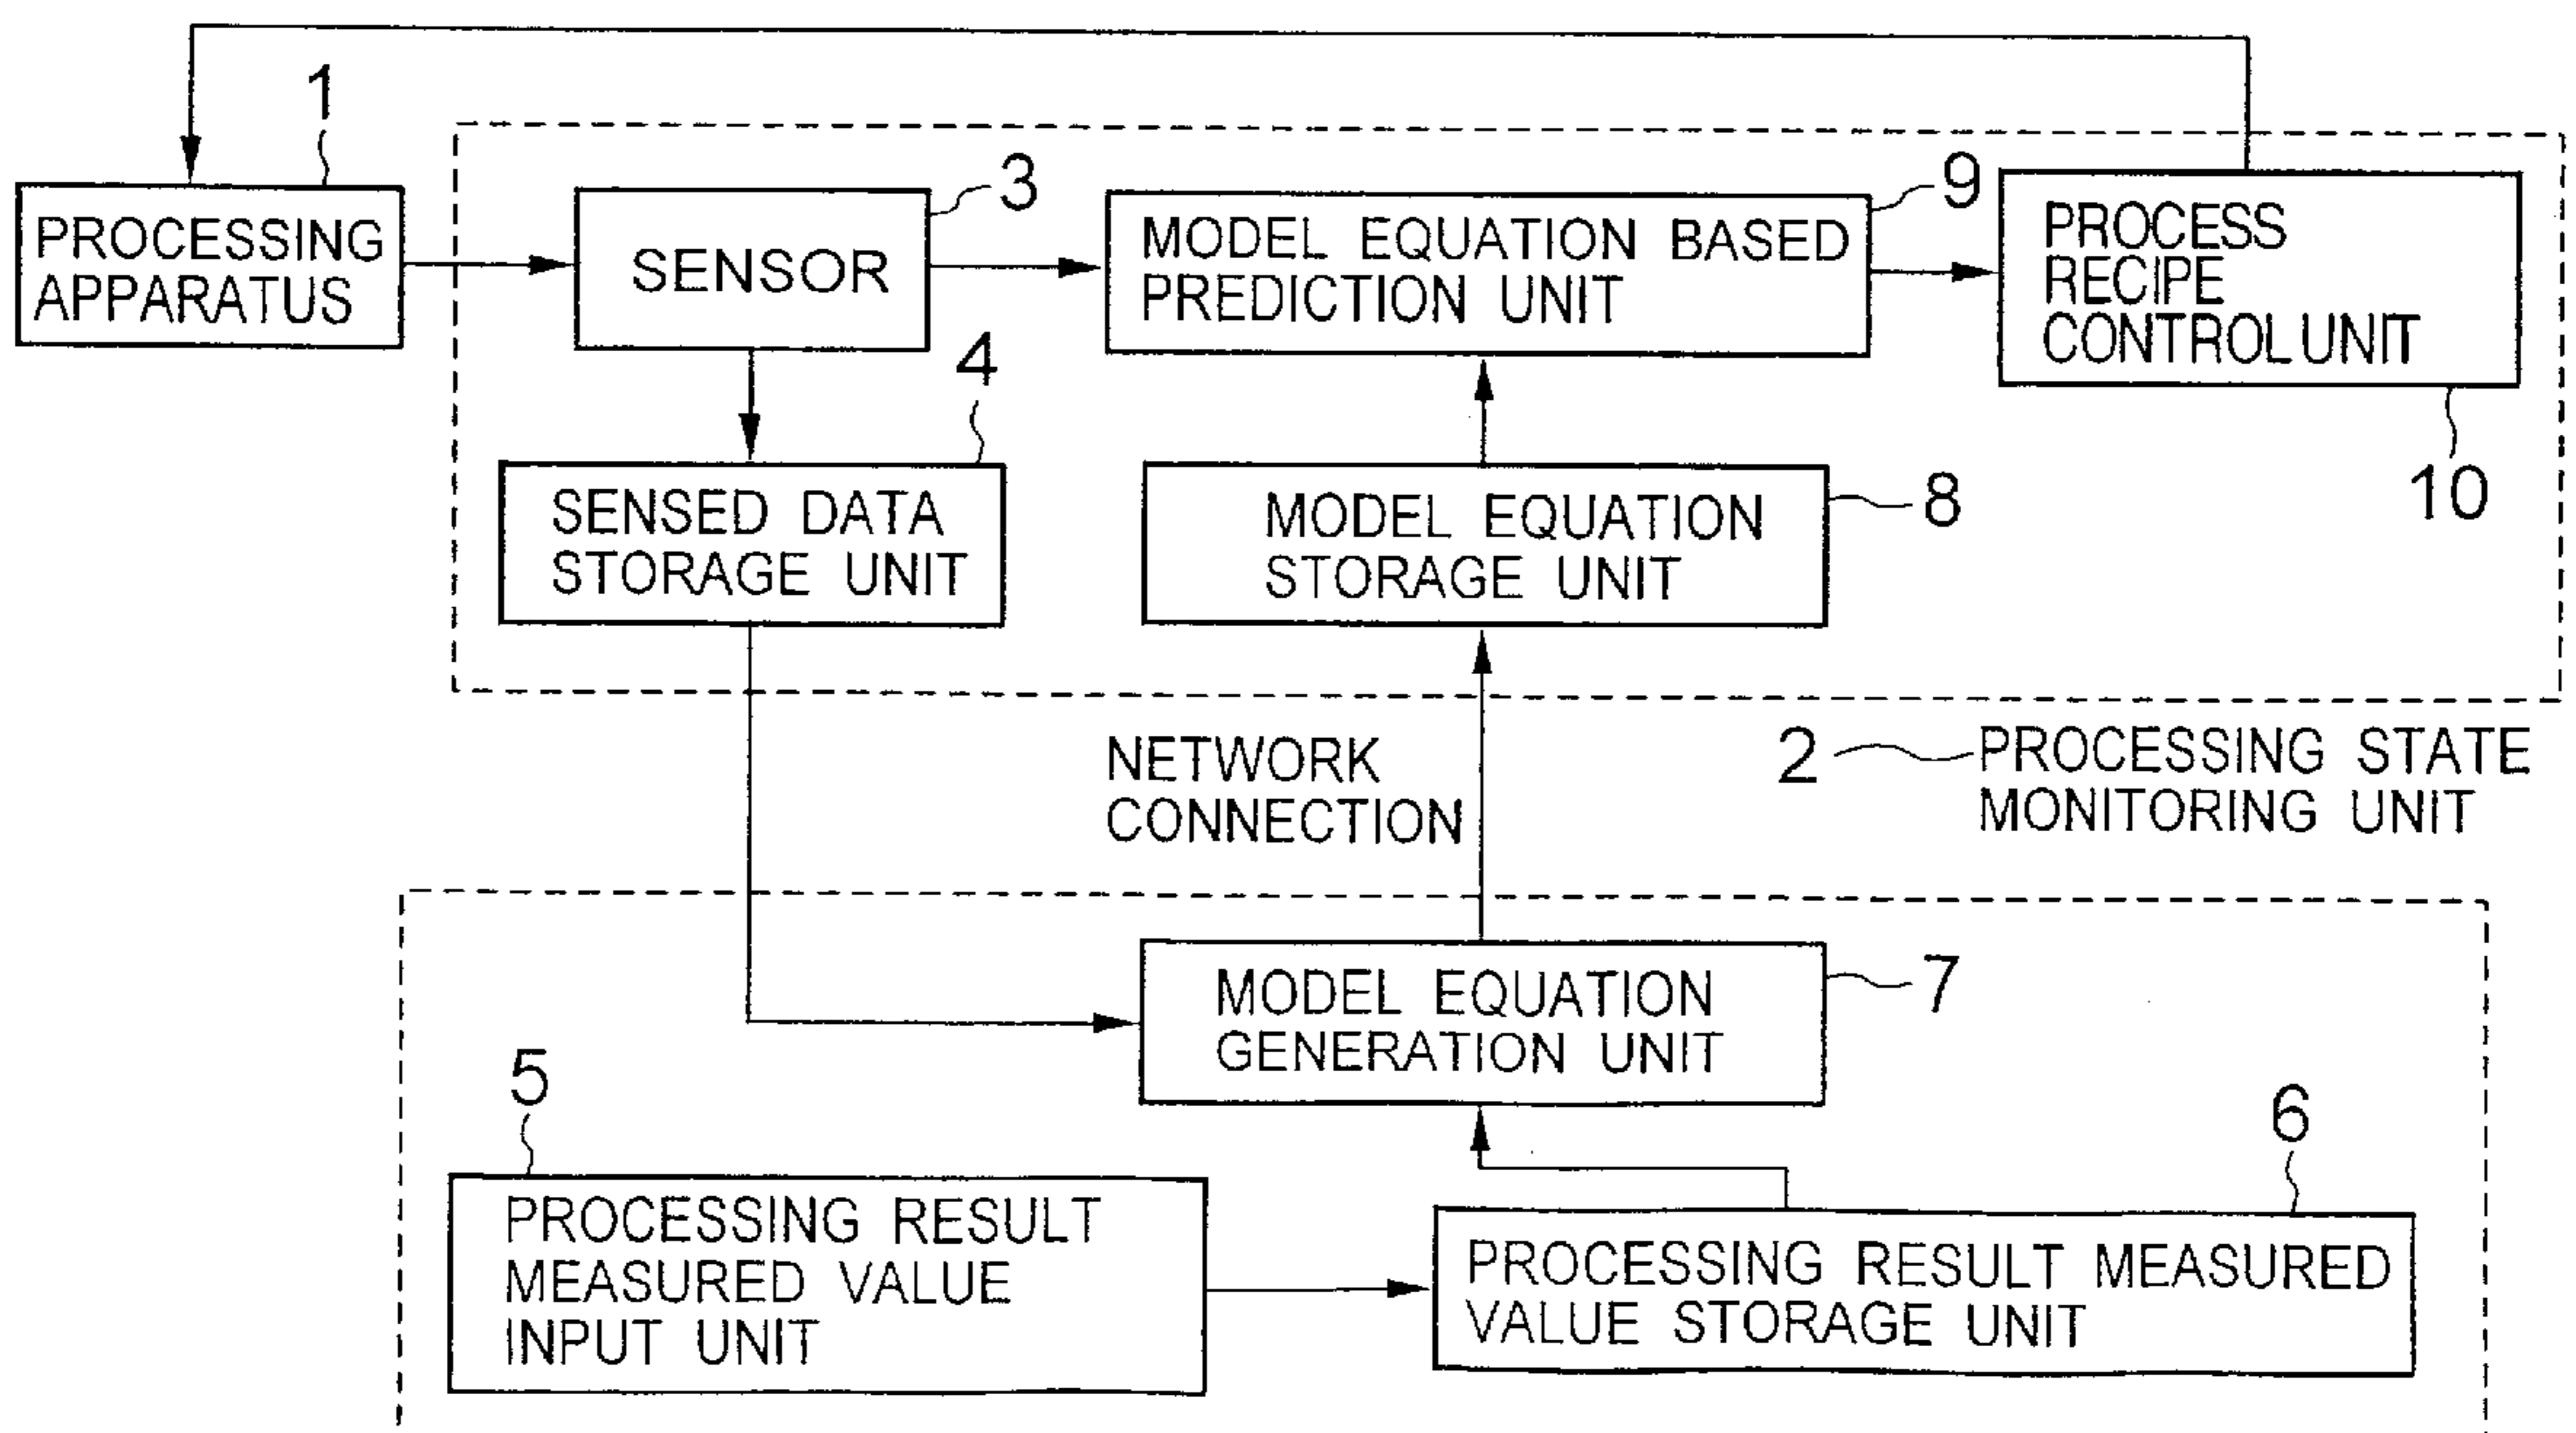 1
PROCESSING
APPARATUS
3
SENSOR
9
MODEL EQUATION BASED
PREDICTION UNIT
PROCESS
RECIPE
CONTROL UNIT
10
4
SENSED DATA
STORAGE UNIT
8
MODEL EQUATION
STORAGE UNIT
NETWORK
CONNECTION
2
PROCESSING STATE
MONITORING UNIT
7
MODEL EQUATION
GENERATION UNIT
5
PROCESSING RESULT
MEASURED VALUE
INPUT UNIT
6
PROCESSING RESULT MEASURED
VALUE STORAGE UNIT